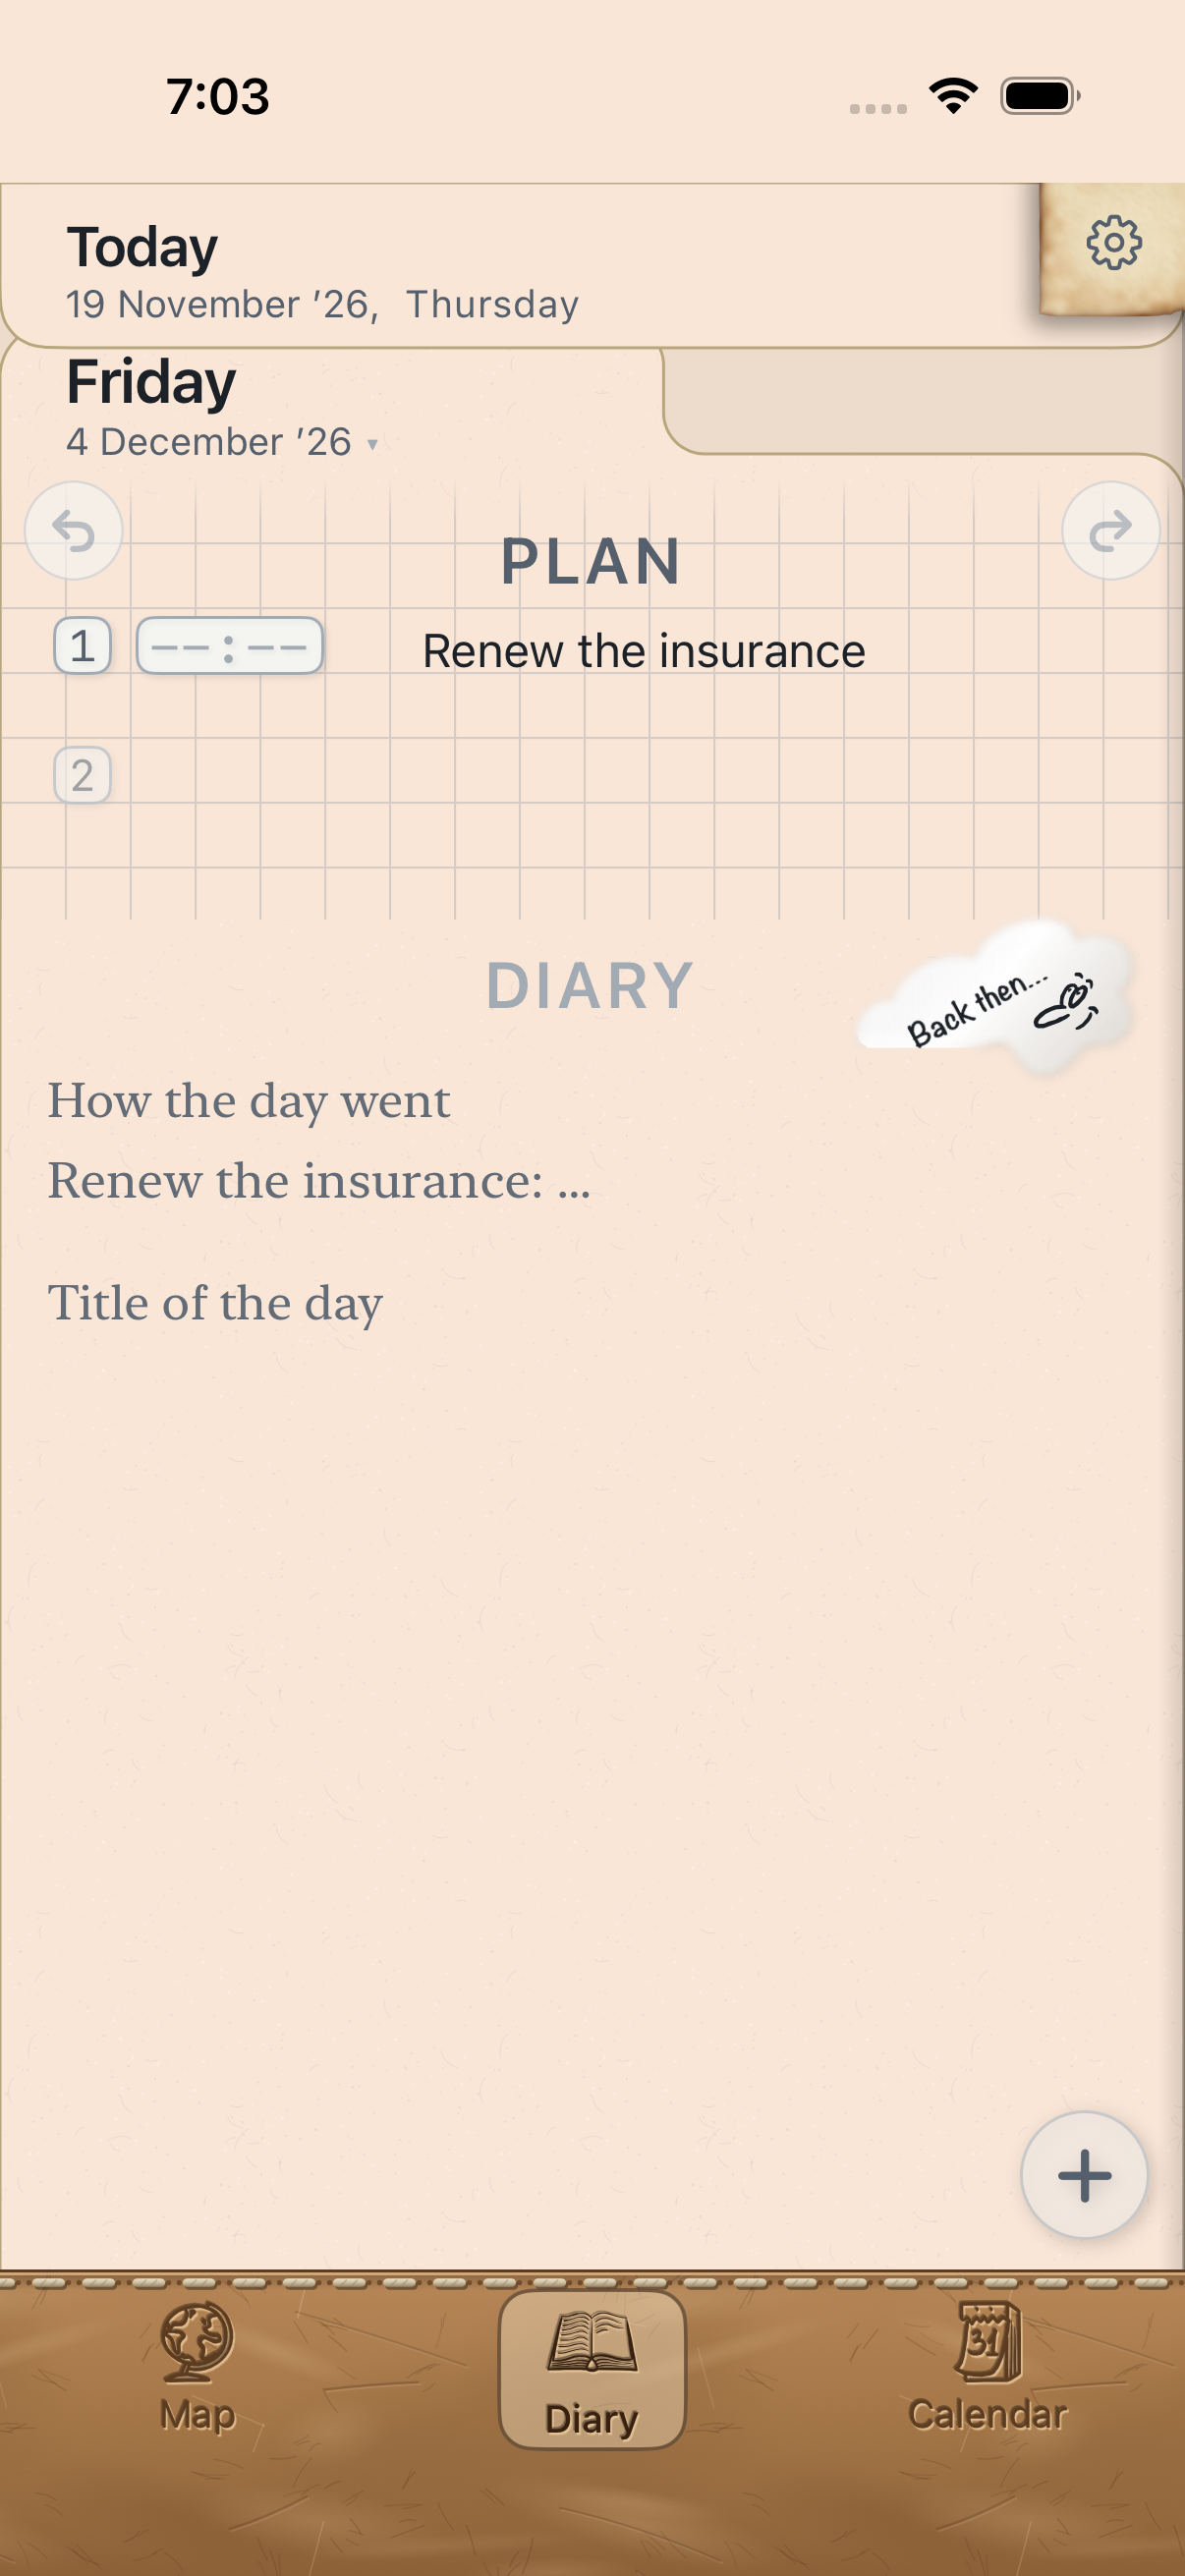 7:03
Today
19 November ’26, Thursday
Friday
4 December ’26
PLAN
1 --:-- Renew the insurance
2
DIARY
Back then...
How the day went
Renew the insurance: ...
Title of the day
31
Map
Diary
Calendar